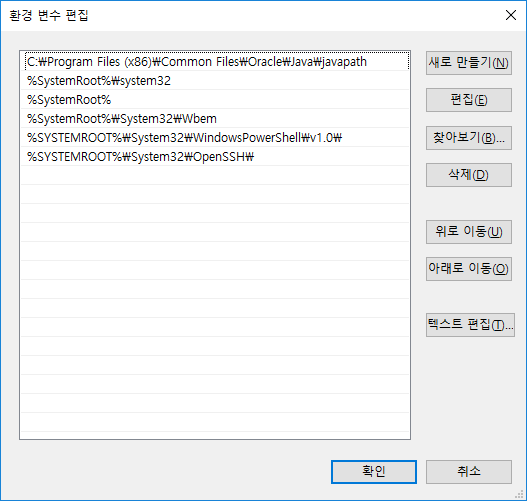 환경 변수 편집
C:₩Program Files (x86)₩Common Files₩Oracle₩Java₩javapath
%SystemRoot%₩system32
%SystemRoot%
%SystemRoot%₩System32₩Wbem
%SYSTEMROOT%₩System32₩WindowsPowerShell₩v1.0₩
%SYSTEMROOT%₩System32₩OpenSSH₩
새로 만들기(N)
편집(E)
찾아보기(B)...
삭제(D)
위로 이동(U)
아래로 이동(O)
텍스트 편집(T)...
확인
취소